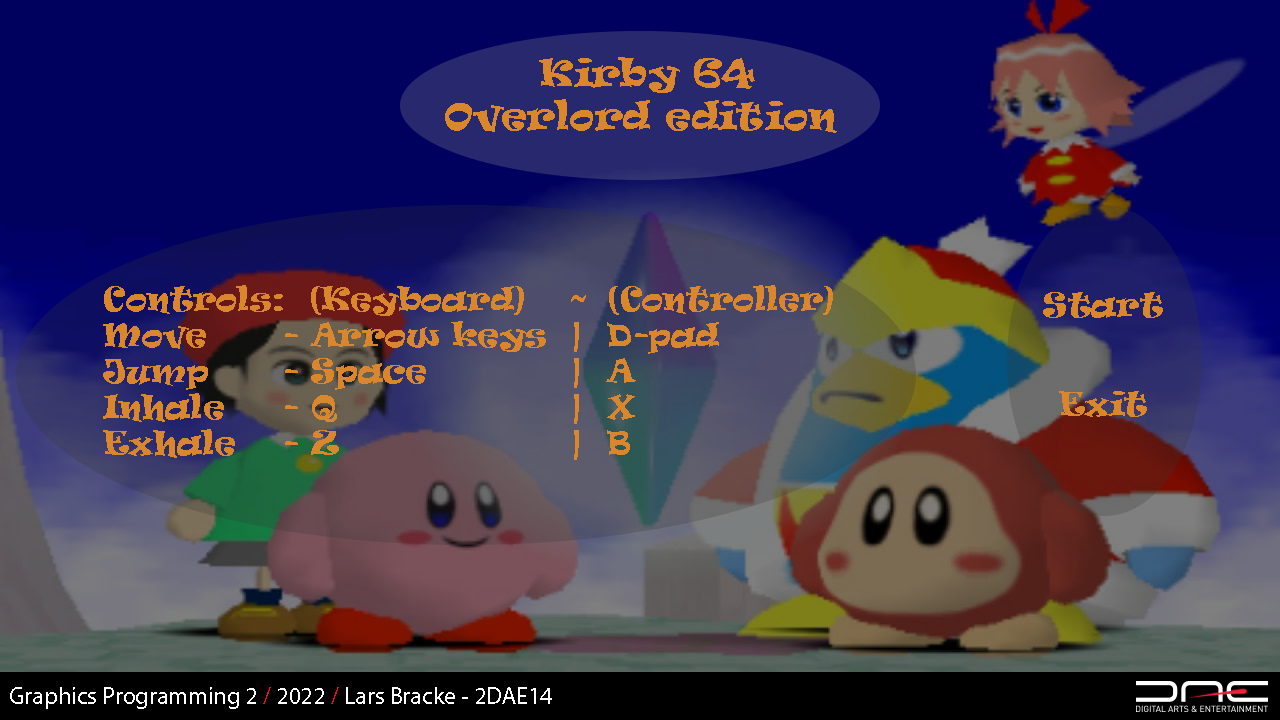 Kirby 64
Overlord edition
Controls: (Keyboard) ~ (Controller)
Move - Arrow keys | D-pad
Jump - Space | A
Inhale - Q | X
Exhale - Z | B
Start
Exit
Graphics Programming 2 / 2022 / Lars Bracke - 2DAE14
DAE
DIGITAL ARTS & ENTERTAINMENT